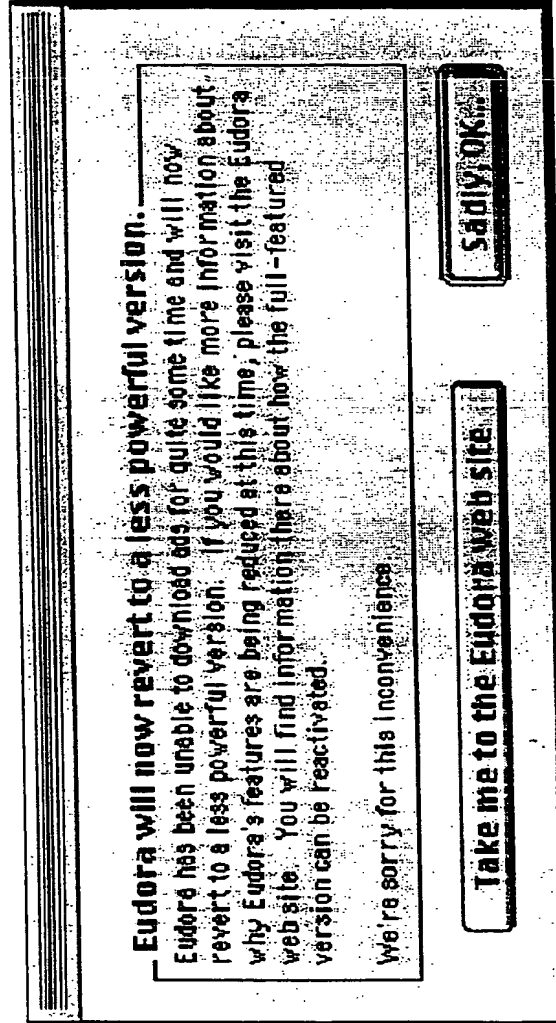 Eudora will now revert to a less powerful version.
Eudora has been unable to download ads for quite some time and will now
revert to a less powerful version. If you would like more information about
why Eudora's features are being reduced at this time, please visit the Eudora
web site. You will find information there about how the full-featured
version can be reactivated.
We're sorry for this inconvenience.
Take me to the Eudora web site
Sadly, OK...